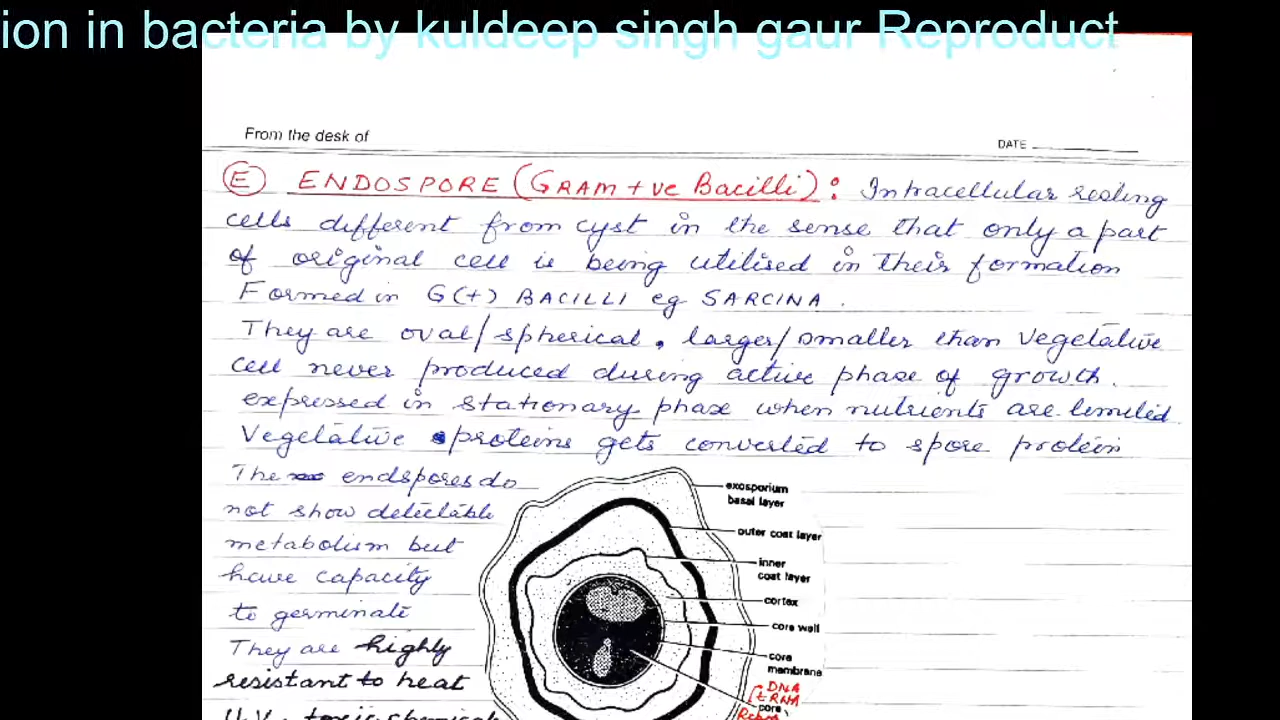 ion in bacteria by kuldeep singh gaur Reproduct
From the desk of
DATE
(E) ENDOSPORE (GRAM +ve Bacilli) : Intracellular resting
cells different from cyst in the sense that only a part
of original cell is being utilised in their formation
Formed in G(+) BACILLI eg SARCINA.
They are oval/spherical. larger/smaller than vegetative
cell never produced during active phase of growth.
expressed in stationary phase when nutrients are limited.
Vegetative proteins gets converted to spore protein
The endspores do
not show detectable
metabolism but
have capacity
to germinate
They are highly
resistant to heat
U.V. toxic chemical
exosporium
basal layer
outer coat layer
inner
coat layer
cortex
core wall
core
membrane
DNA
t RNA
core